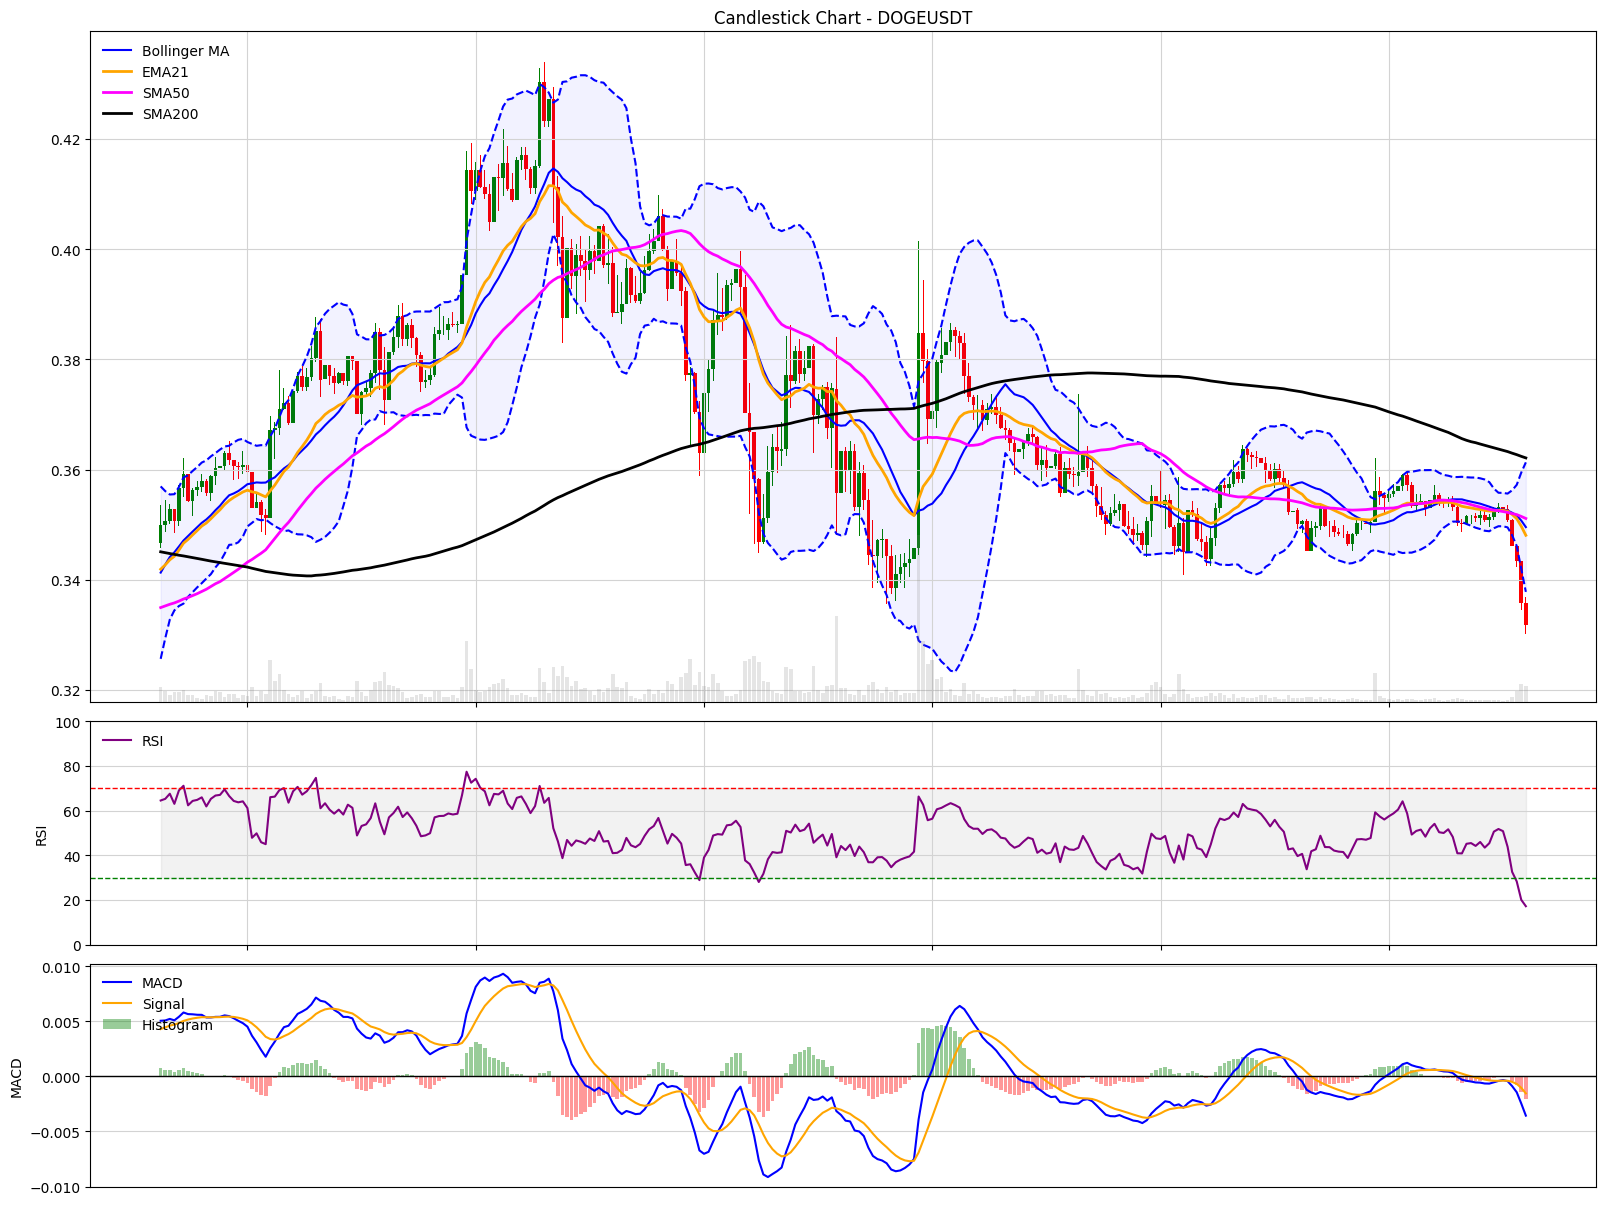 Candlestick Chart - DOGEUSDT
Bollinger MA
EMA21
SMA50
SMA200
0.42
0.40
0.38
0.36
0.34
0.32
100
80
60
40
20
0
RSI
RSI
0.010
0.005
0.000
−0.005
−0.010
MACD
MACD
Signal
Histogram